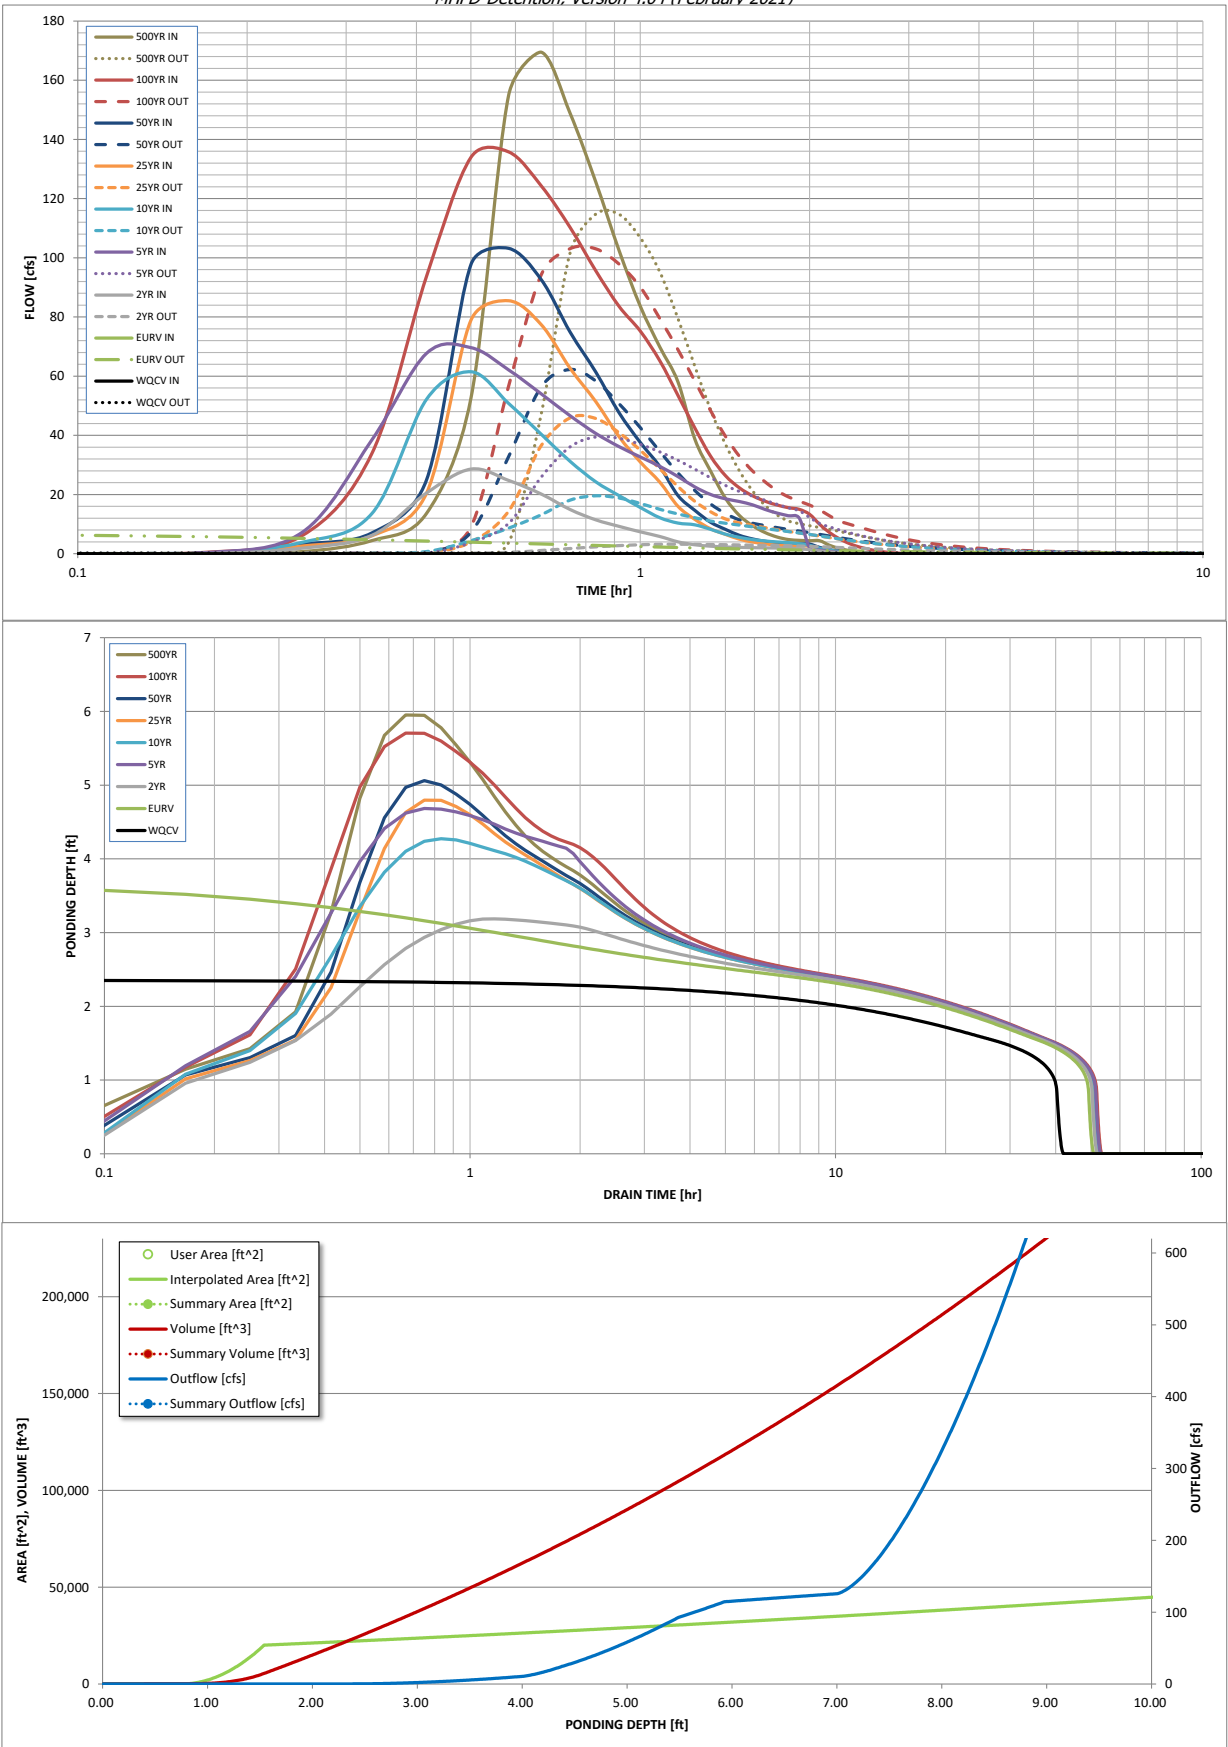 MHFD-Detention, Version 4.04 (February 2021)
180
160
140
120
100
80
60
40
20
0
FLOW [cfs]
500YR IN
500YR OUT
100YR IN
100YR OUT
50YR IN
50YR OUT
25YR IN
25YR OUT
10YR IN
10YR OUT
5YR IN
5YR OUT
2YR IN
2YR OUT
EURV IN
EURV OUT
WQCV IN
WQCV OUT
0.1
1
10
TIME [hr]
7
6
5
4
3
2
1
0
PONDING DEPTH [ft]
500YR
100YR
50YR
25YR
10YR
5YR
2YR
EURV
WQCV
0.1
1
10
100
DRAIN TIME [hr]
User Area [ft^2]
Interpolated Area [ft^2]
Summary Area [ft^2]
Volume [ft^3]
Summary Volume [ft^3]
Outflow [cfs]
Summary Outflow [cfs]
200,000
150,000
100,000
50,000
0
AREA [ft^2], VOLUME [ft^3]
600
500
400
300
200
100
0
OUTFLOW [cfs]
0.00
1.00
2.00
3.00
4.00
5.00
6.00
7.00
8.00
9.00
10.00
PONDING DEPTH [ft]